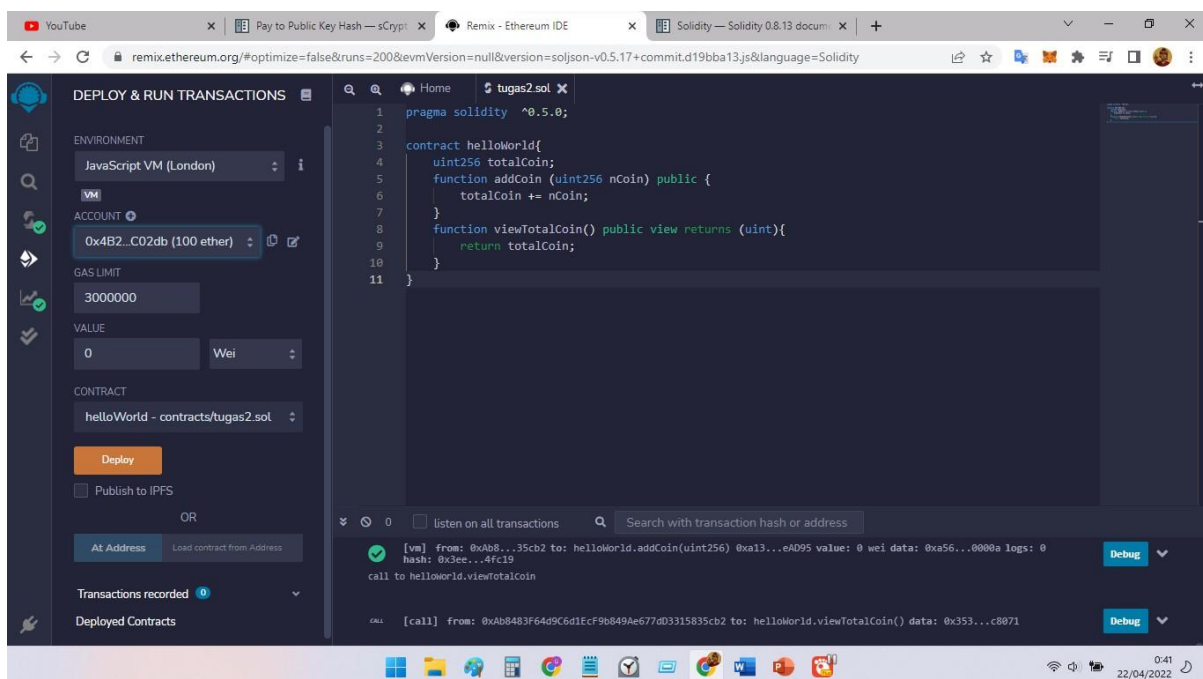 YouTube
Pay to Public Key Hash — sCrypt
Remix - Ethereum IDE
Solidity — Solidity 0.8.13 docum
remix.ethereum.org/#optimize=false&runs=200&evmVersion=null&version=soljson-v0.5.17+commit.d19bba13.js&language=Solidity
DEPLOY & RUN TRANSACTIONS
ENVIRONMENT
JavaScript VM (London)
VM
ACCOUNT
0x4B2...C02db (100 ether)
GAS LIMIT
3000000
VALUE
0 Wei
CONTRACT
helloWorld - contracts/tugas2.sol
Deploy
Publish to IPFS
OR
At Address Load contract from Address
Transactions recorded 0
Deployed Contracts
Home tugas2.sol
1 pragma solidity ^0.5.0;
2
3 contract helloWorld{
4 uint256 totalCoin;
5 function addCoin (uint256 nCoin) public {
6 totalCoin += nCoin;
7 }
8 function viewTotalCoin() public view returns (uint){
9 return totalCoin;
10 }
11 }
0 listen on all transactions Search with transaction hash or address
[vm] from: 0xAb8...35cb2 to: helloWorld.addCoin(uint256) 0xa13...eAD95 value: 0 wei data: 0xa56...0000a logs: 0
hash: 0x3ee...4fc19
Debug
call to helloWorld.viewTotalCoin
CALL [call] from: 0xAb8483F64d9C6d1EcF9b849Ae677dD3315835cb2 to: helloWorld.viewTotalCoin() data: 0x353...c8071
Debug
0:41
22/04/2022